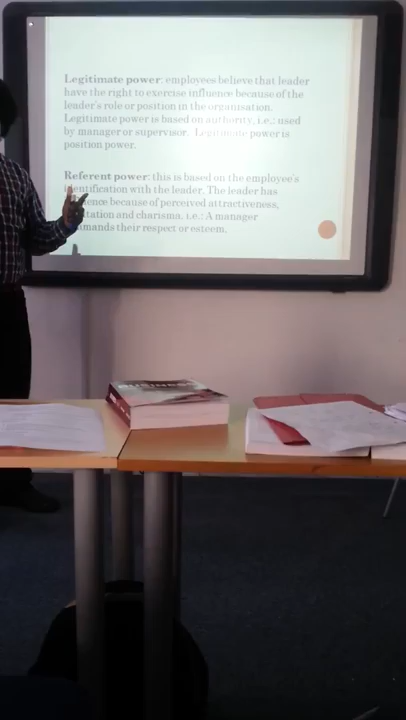 Legitimate power: employees believe that leader
have the right to exercise influence because of the
leader's role or position in the organisation.
Legitimate power is based on authority, i.e.; used
by manager or supervisor. Legitimate power is
position power.
Referent power: this is based on the employee's
identification with the leader. The leader has
because of perceived attractiveness,
and charisma. i.e.: A manager
their respect or esteem.
BUSINESS